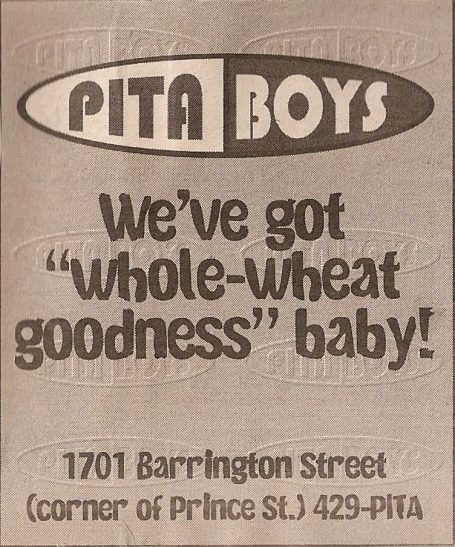 PITA BOYS
We've got
"whole-wheat
goodness" baby!
1701 Barrington Street
(corner of Prince St.) 429-PITA